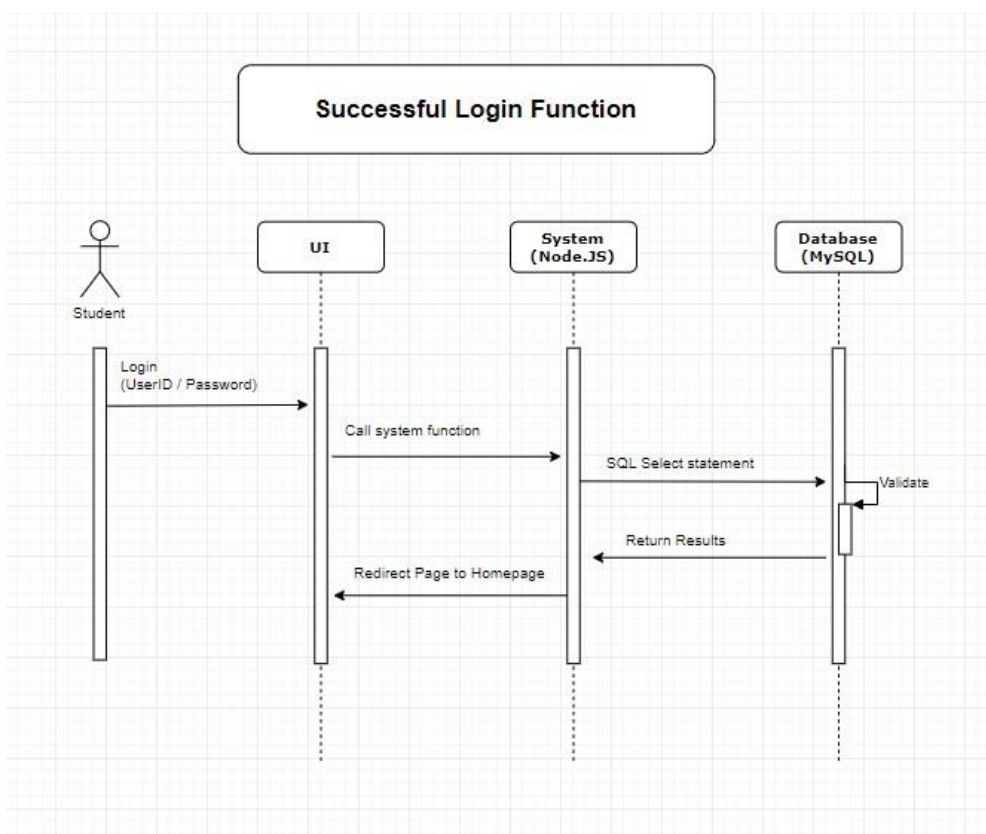 Successful Login Function
UI
System
(Node.JS)
Database
(MySQL)
Student
Login
(UserID / Password)
Call system function
SQL Select statement
Validate
Return Results
Redirect Page to Homepage